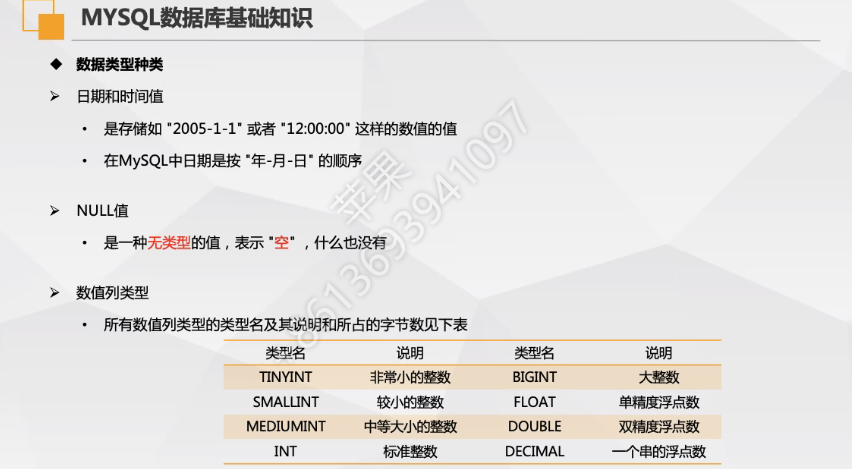 MYSQL数据库基础知识
数据类型种类
日期和时间值
是存储如 "2005-1-1" 或者 "12:00:00" 这样的数值的值
在MySQL中日期是按 "年-月-日" 的顺序
NULL值
是一种无类型的值，表示 "空" ，什么也没有
数值列类型
所有数值列类型的类型名及其说明和所占的字节数见下表
类型名 说明 类型名 说明
TINYINT 非常小的整数 BIGINT 大整数
SMALLINT 较小的整数 FLOAT 单精度浮点数
MEDIUMINT 中等大小的整数 DOUBLE 双精度浮点数
INT 标准整数 DECIMAL 一个串的浮点数
苹果
8613693941097